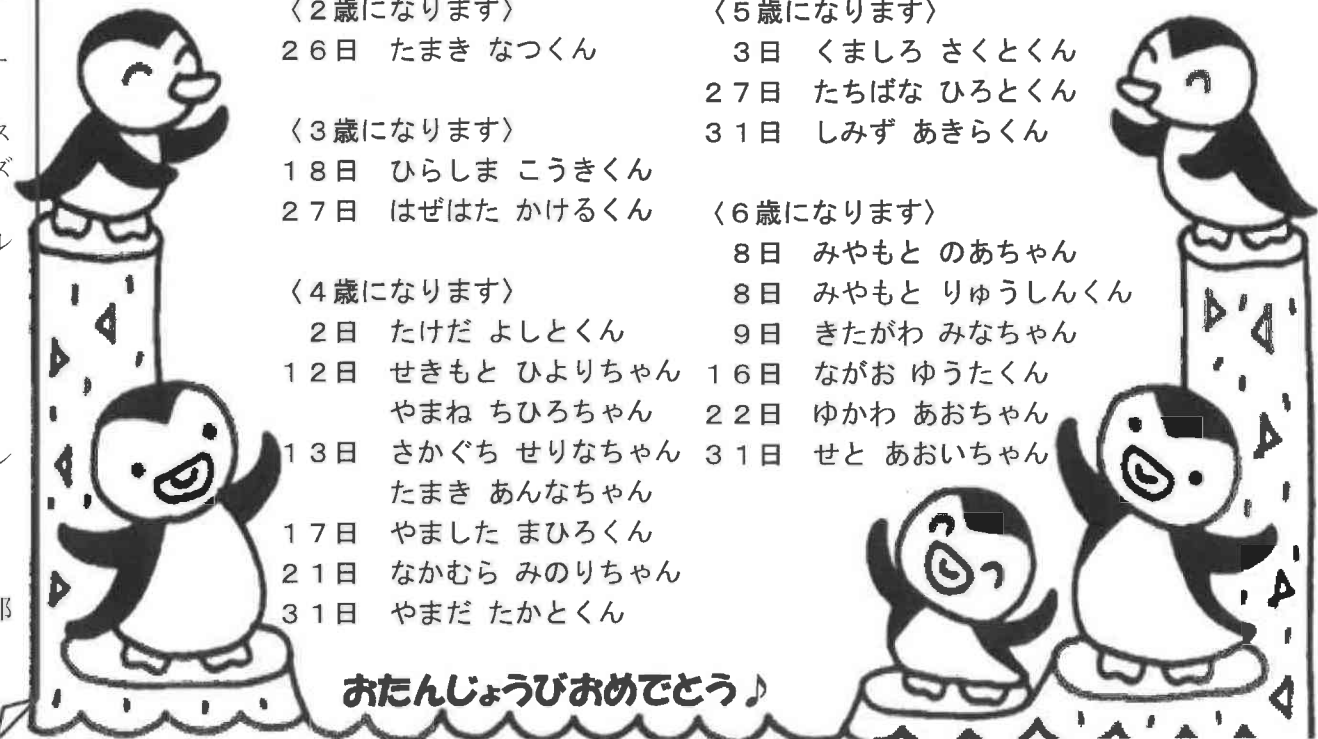 〈2歳になります〉
26日 たまき なつくん
〈3歳になります〉
18日 ひらしま こうきくん
27日 はぜはた かけるくん
〈4歳になります〉
2日 たけだ よしとくん
12日 せきもと ひよりちゃん
やまね ちひろちゃん
13日 さかぐち せりなちゃん
たまき あんなちゃん
17日 やました まひろくん
21日 なかむら みのりちゃん
31日 やまだ たかとくん
〈5歳になります〉
3日 くましろ さくとくん
27日 たちばな ひろとくん
31日 しみず あきらくん
〈6歳になります〉
8日 みやもと のあちゃん
8日 みやもと りゅうしんくん
9日 きたがわ みなちゃん
16日 ながお ゆうたくん
22日 ゆかわ あおちゃん
31日 せと あおいちゃん
おたんじょうびおめでとう♪